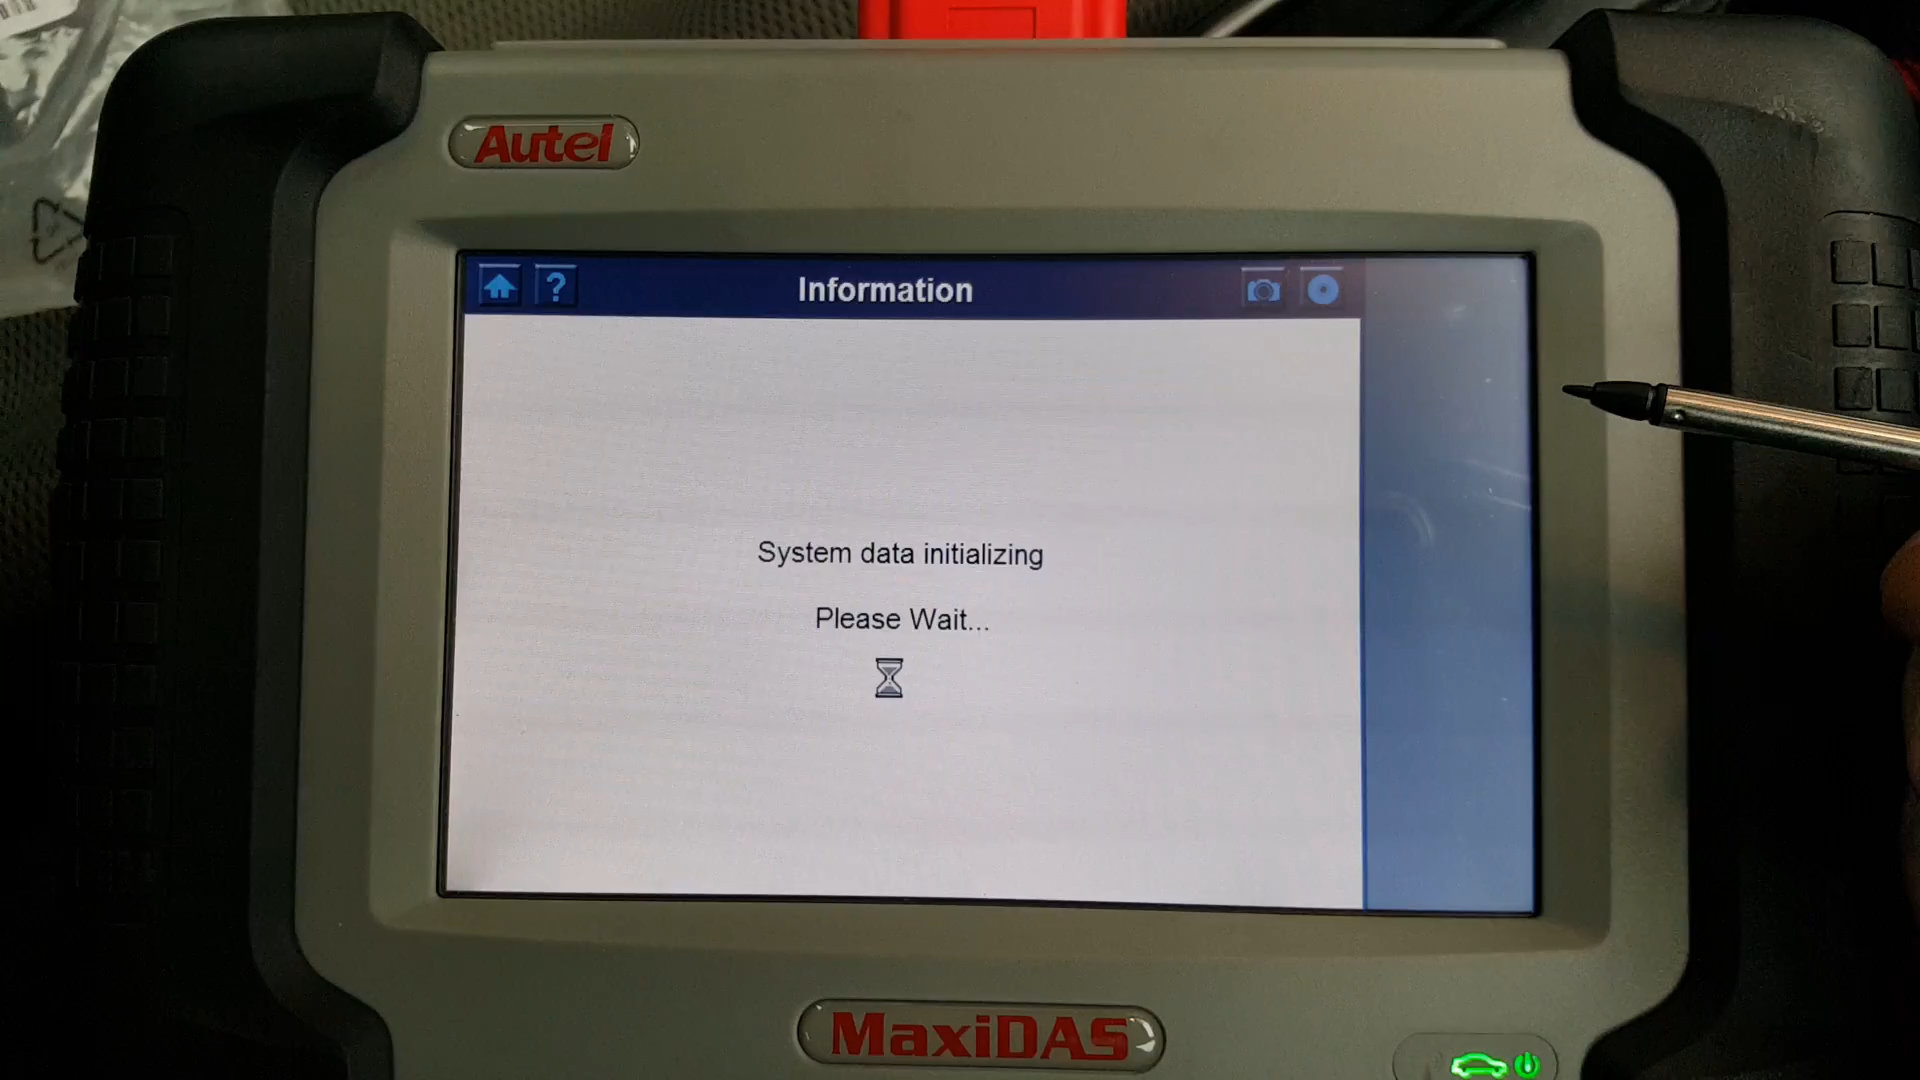 Autel
?
Information
System data initializing
Please Wait...
MaxiDAS